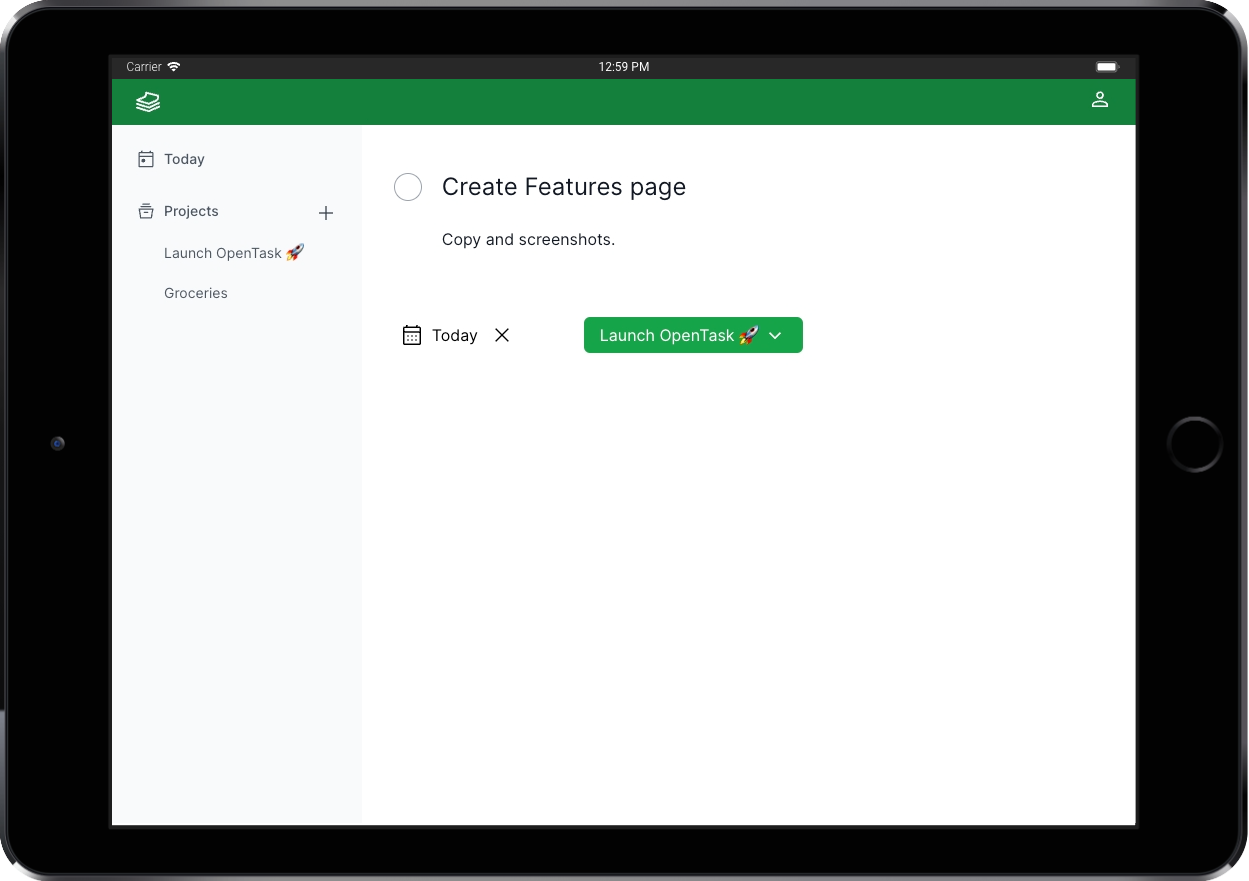 Carrier
12:59 PM
Today
Projects
Launch OpenTask 🚀
Groceries
Create Features page
Copy and screenshots.
Today
Launch OpenTask 🚀